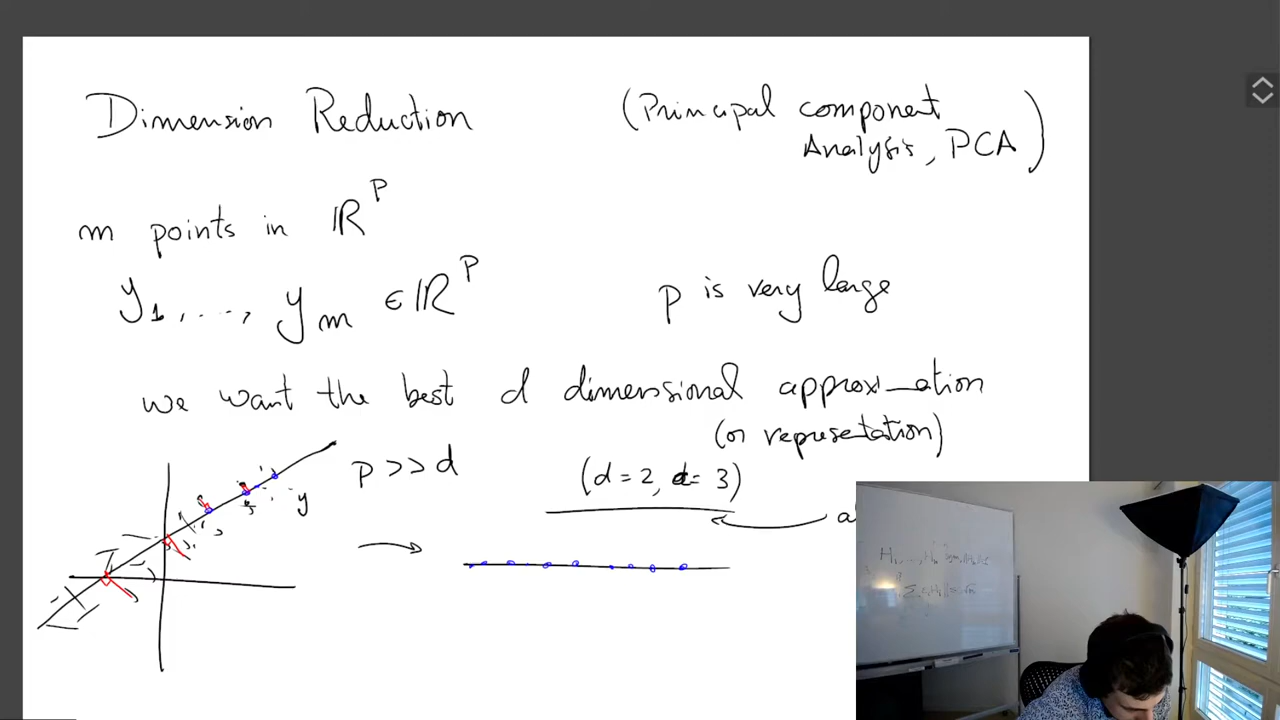 Dimension Reduction
(Principal component
Analysis, PCA)
m points in ℝ^P
y_1, ..., y_m ∈ ℝ^P
p is very large
we want the best d dimensional approximation
(or representation)
p >> d
(d = 2, d = 3)
y